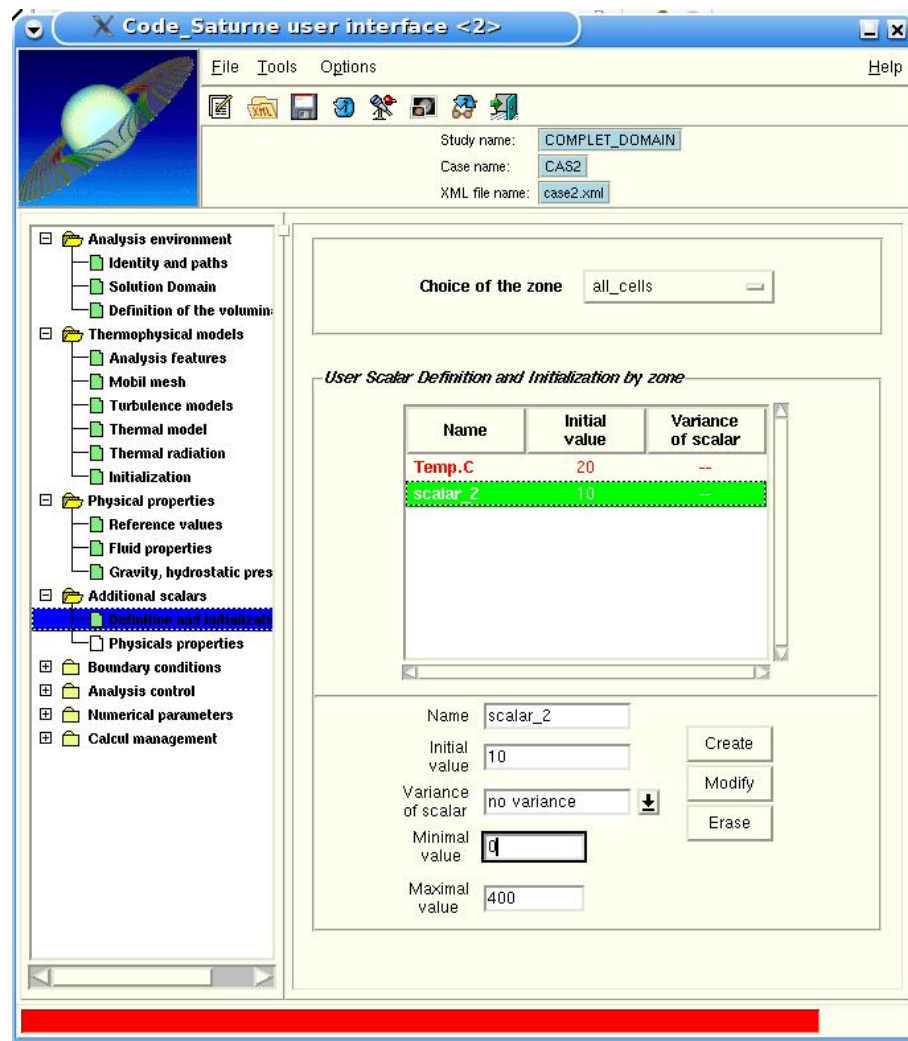 Code_Saturne user interface <2>
File Tools Options Help
Study name: COMPLET_DOMAIN
Case name: CAS2
XML file name: case2.xml
Analysis environment
Identity and paths
Solution Domain
Definition of the volumin
Thermophysical models
Analysis features
Mobil mesh
Turbulence models
Thermal model
Thermal radiation
Initialization
Physical properties
Reference values
Fluid properties
Gravity, hydrostatic pres
Additional scalars
Definition and initializati
Physicals properties
Boundary conditions
Analysis control
Numerical parameters
Calcul management
Choice of the zone all_cells
User Scalar Definition and Initialization by zone
Name Initial value Variance of scalar
Temp.C 20 --
scalar_2 10 --
Name scalar_2
Initial value 10
Variance of scalar no variance
Minimal value 0
Maximal value 400
Create
Modify
Erase